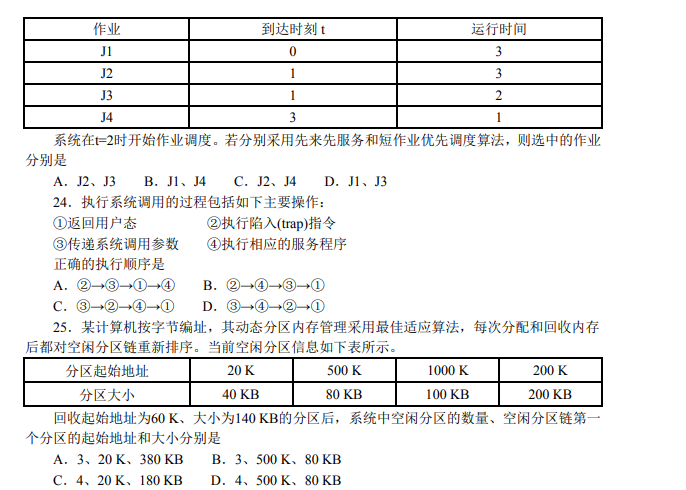 作业 到达时刻 t 运行时间
J1 0 3
J2 1 3
J3 1 2
J4 3 1
系统在t=2时开始作业调度。若分别采用先来先服务和短作业优先调度算法，则选中的作业
分别是
A．J2、J3 B．J1、J4 C．J2、J4 D．J1、J3
24．执行系统调用的过程包括如下主要操作：
①返回用户态 ②执行陷入(trap)指令
③传递系统调用参数 ④执行相应的服务程序
正确的执行顺序是
A．②→③→①→④ B．②→④→③→①
C．③→②→④→① D．③→④→②→①
25．某计算机按字节编址，其动态分区内存管理采用最佳适应算法，每次分配和回收内存
后都对空闲分区链重新排序。当前空闲分区信息如下表所示。
分区起始地址 20 K 500 K 1000 K 200 K
分区大小 40 KB 80 KB 100 KB 200 KB
回收起始地址为60 K、大小为140 KB的分区后，系统中空闲分区的数量、空闲分区链第一
个分区的起始地址和大小分别是
A．3、20 K、380 KB B．3、500 K、80 KB
C．4、20 K、180 KB D．4、500 K、80 KB